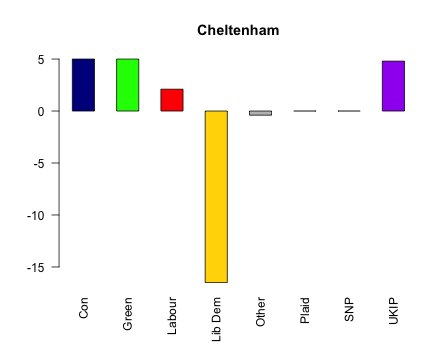 Cheltenham
5
0
-5
-10
-15
Con
Green
Labour
Lib Dem
Other
Plaid
SNP
UKIP